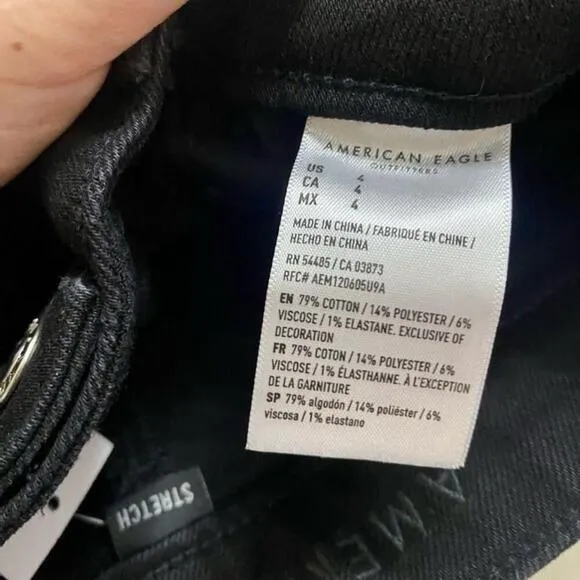 AMERICAN EAGLE
OUTFITTERS
US 4
CA 4
MX 4
MADE IN CHINA / FABRIQUÉ EN CHINE /
HECHO EN CHINA
RN 54485 / CA 03873
RFC# AEM120605U9A
EN 79% COTTON / 14% POLYESTER / 6%
VISCOSE / 1% ELASTANE. EXCLUSIVE OF
DECORATION
FR 79% COTON / 14% POLYESTER / 6%
VISCOSE / 1% ÉLASTHANNE. À L'EXCEPTION
DE LA GARNITURE
SP 79% algodón / 14% poliéster / 6%
viscosa / 1% elastano
STRETCH
AME